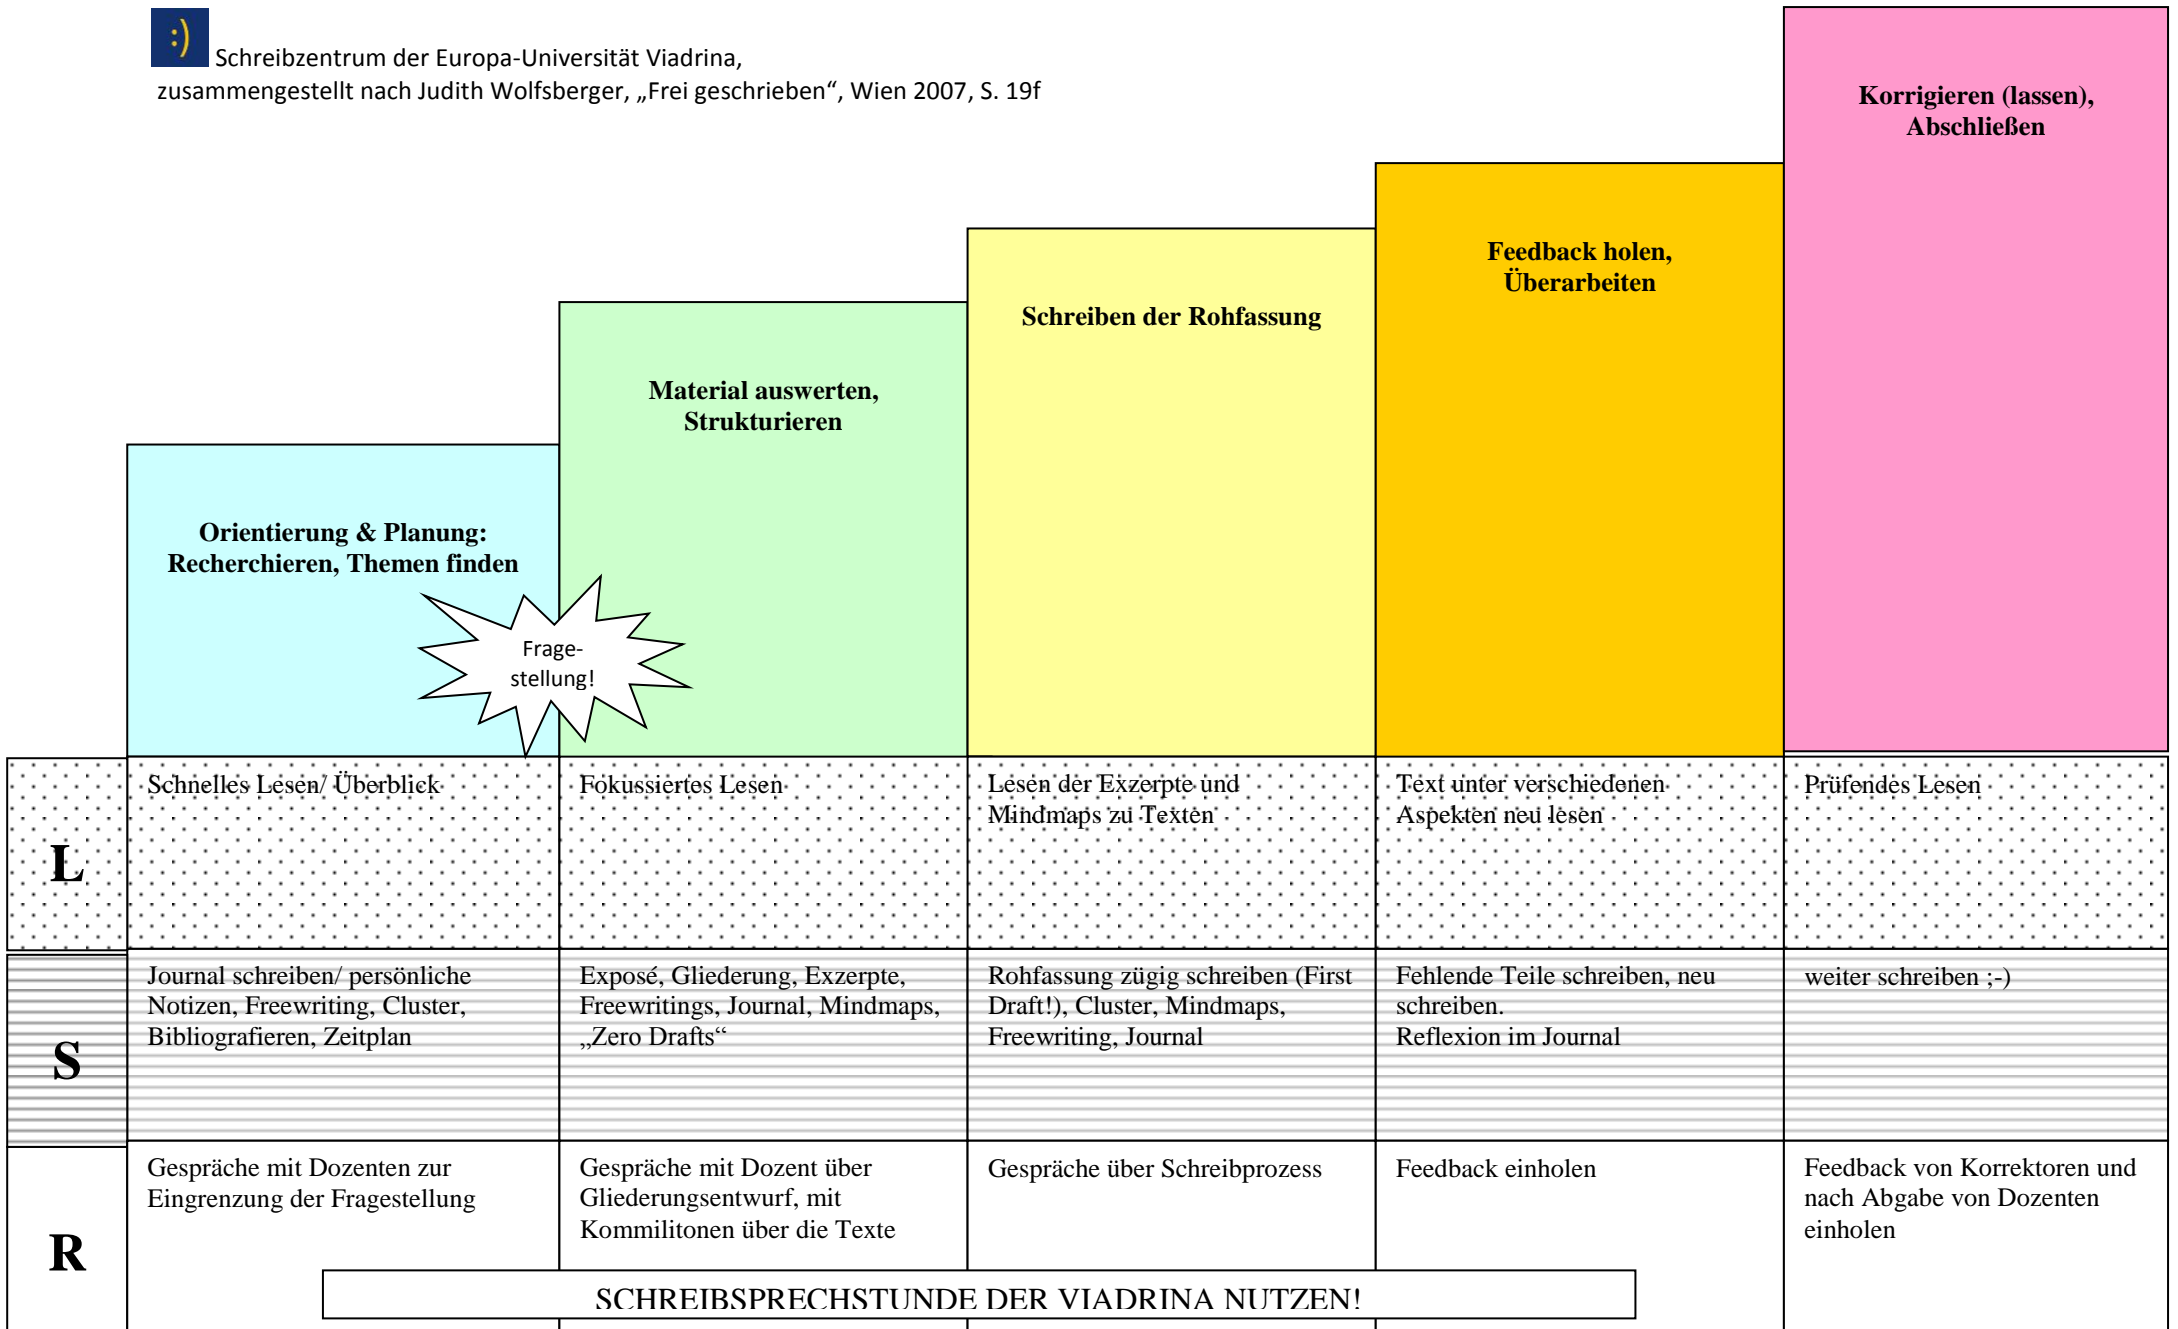 :)
Schreibzentrum der Europa-Universität Viadrina,
zusammengestellt nach Judith Wolfsberger, „Frei geschrieben“, Wien 2007, S. 19f
Korrigieren (lassen),
Abschließen
Feedback holen,
Überarbeiten
Schreiben der Rohfassung
Material auswerten,
Strukturieren
Orientierung & Planung:
Recherchieren, Themen finden
Frage-
stellung!
L
Schnelles Lesen/ Überblick
Fokussiertes Lesen
Lesen der Exzerpte und
Mindmaps zu Texten
Text unter verschiedenen
Aspekten neu lesen
Prüfendes Lesen
S
Journal schreiben/ persönliche
Notizen, Freewriting, Cluster,
Bibliografieren, Zeitplan
Exposé, Gliederung, Exzerpte,
Freewritings, Journal, Mindmaps,
„Zero Drafts“
Rohfassung zügig schreiben (First
Draft!), Cluster, Mindmaps,
Freewriting, Journal
Fehlende Teile schreiben, neu
schreiben.
Reflexion im Journal
weiter schreiben ;-)
R
Gespräche mit Dozenten zur
Eingrenzung der Fragestellung
Gespräche mit Dozent über
Gliederungsentwurf, mit
Kommilitonen über die Texte
Gespräche über Schreibprozess
Feedback einholen
Feedback von Korrektoren und
nach Abgabe von Dozenten
einholen
SCHREIBSPRECHSTUNDE DER VIADRINA NUTZEN!